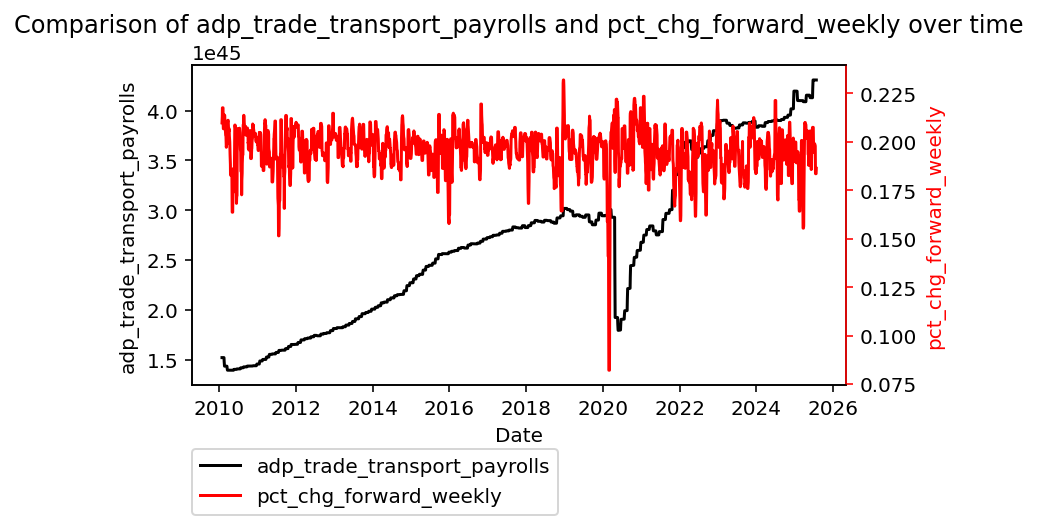 Comparison of adp_trade_transport_payrolls and pct_chg_forward_weekly over time
1e45
adp_trade_transport_payrolls
4.0
3.5
3.0
2.5
2.0
1.5
0.225
0.200
0.175
0.150
0.125
0.100
0.075
pct_chg_forward_weekly
2010 2012 2014 2016 2018 2020 2022 2024 2026
Date
adp_trade_transport_payrolls
pct_chg_forward_weekly